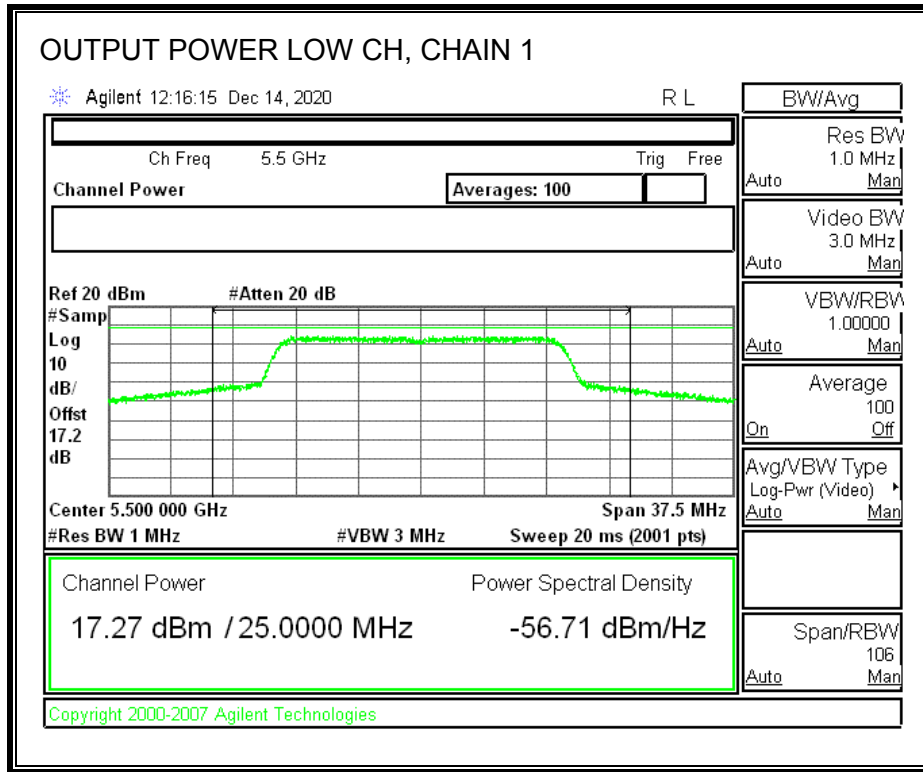 OUTPUT POWER LOW CH, CHAIN 1
Agilent 12:16:15 Dec 14, 2020 R L
Ch Freq 5.5 GHz Trig Free
Channel Power Averages: 100
Ref 20 dBm #Atten 20 dB
#Samp
Log
10
dB/
Offst
17.2
dB
Center 5.500 000 GHz Span 37.5 MHz
#Res BW 1 MHz #VBW 3 MHz Sweep 20 ms (2001 pts)
Channel Power Power Spectral Density
17.27 dBm / 25.0000 MHz -56.71 dBm/Hz
Copyright 2000-2007 Agilent Technologies
BW/Avg
Res BW
1.0 MHz
Auto Man
Video BW
3.0 MHz
Auto Man
VBW/RBW
1.00000
Auto Man
Average
100
On Off
Avg/VBW Type
Log-Pwr (Video)
Auto Man
Span/RBW
106
Auto Man